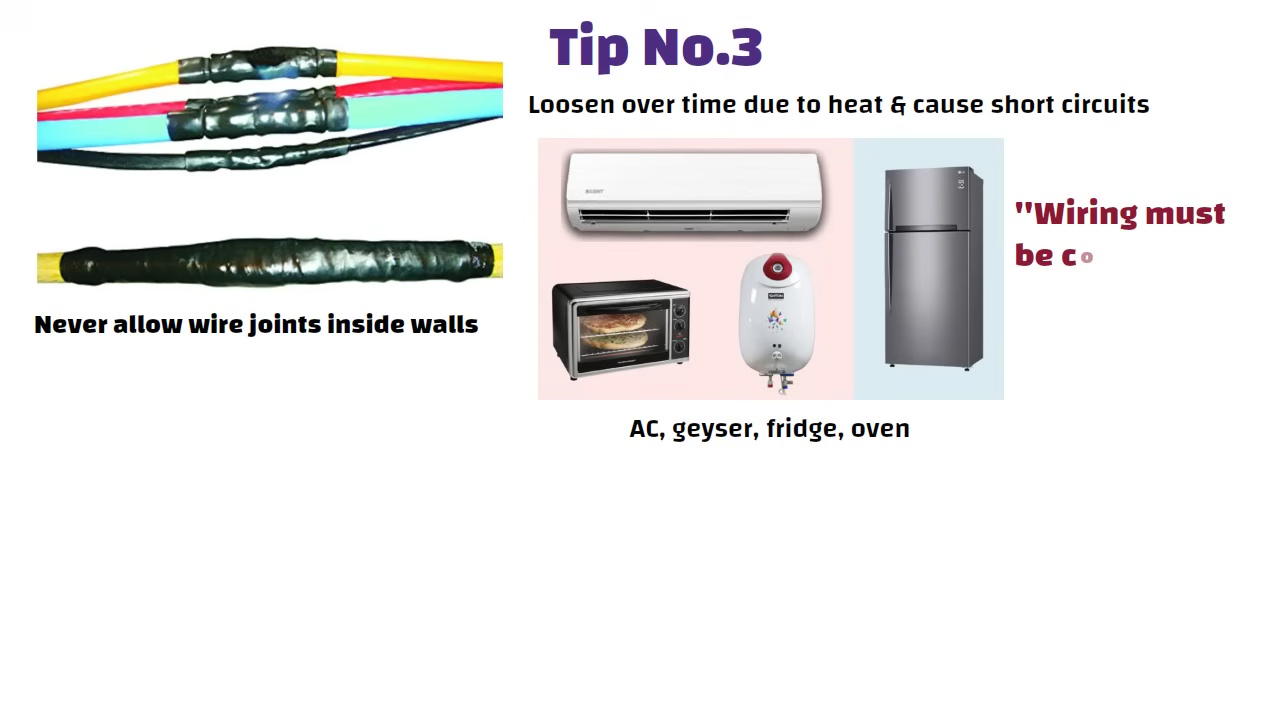 Tip No.3
Loosen over time due to heat & cause short circuits
"Wiring must
be co
Never allow wire joints inside walls
AC, geyser, fridge, oven